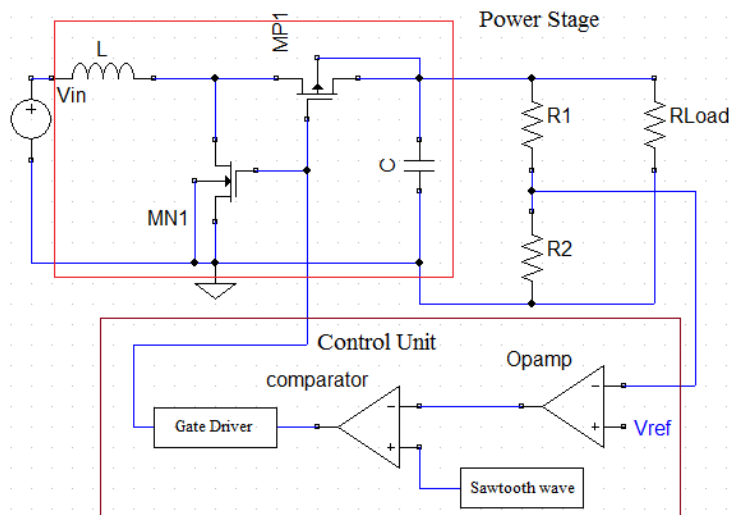 Power Stage
MP1
L
Vin
+
R1
RLoad
C
MN1
R2
Control Unit
Opamp
comparator
−
−
Gate Driver
+
+
Vref
Sawtooth wave